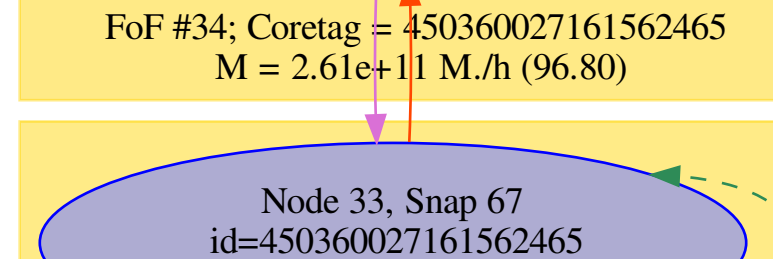 FoF #34; Coretag = 450360027161562465
M = 2.61e+11 M./h (96.80)
Node 33, Snap 67
id=450360027161562465